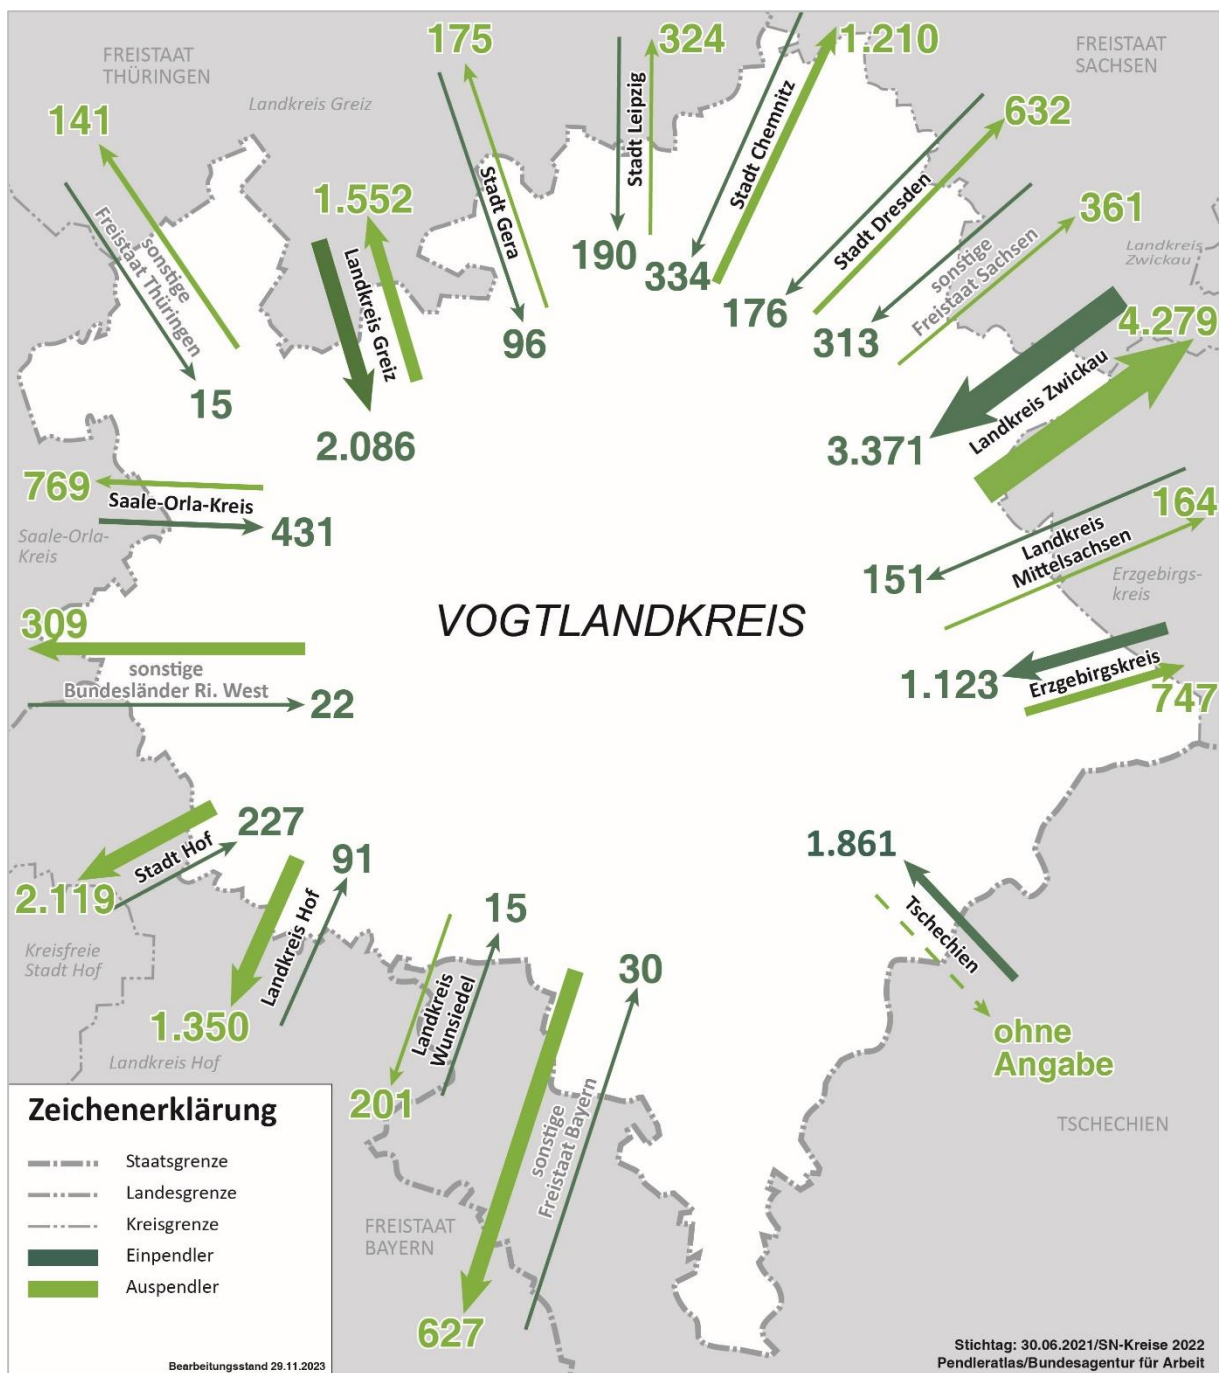 FREISTAAT
THÜRINGEN
Landkreis Greiz
175
324
1.210
FREISTAAT
SACHSEN
141
632
Stadt Leipzig
Stadt Chemnitz
Stadt Gera
Stadt Dresden
1.552
361
Landkreis
Zwickau
sonstige
Freistaat Thüringen
Landkreis Greiz
190
334
176
sonstige
Freistaat Sachsen
96
313
4.279
15
2.086
3.371
Landkreis Zwickau
769
Saale-Orla-Kreis
431
Saale-Orla-
Kreis
164
Landkreis
Mittelsachsen
151
Erzgebirgs-
kreis
309
VOGTLANDKREIS
sonstige
Bundesländer Ri. West
22
1.123
Erzgebirgskreis
747
227
Stadt Hof
2.119
91
1.861
Tschechien
Kreisfreie
Stadt Hof
Landkreis Hof
1.350
Landkreis Hof
15
Landkreis
Wunsiedel
201
30
sonstige
Freistaat Bayern
627
ohne
Angabe
TSCHECHIEN
FREISTAAT
BAYERN
Zeichenerklärung
Staatsgrenze
Landesgrenze
Kreisgrenze
Einpendler
Auspendler
Bearbeitungsstand 29.11.2023
Stichtag: 30.06.2021/SN-Kreise 2022
Pendleratlas/Bundesagentur für Arbeit